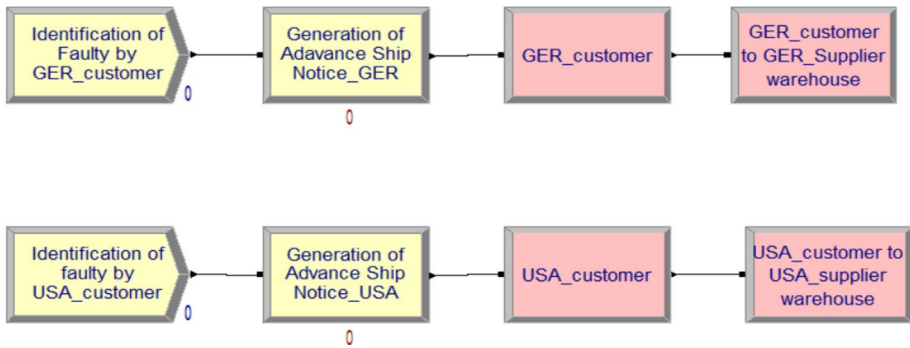 Identification of
Faulty by
GER_customer
0
Generation of
Adavance Ship
Notice_GER
0
GER_customer
GER_customer
to GER_Supplier
warehouse
Identification of
faulty by
USA_customer
0
Generation of
Advance Ship
Notice_USA
0
USA_customer
USA_customer to
USA_supplier
warehouse